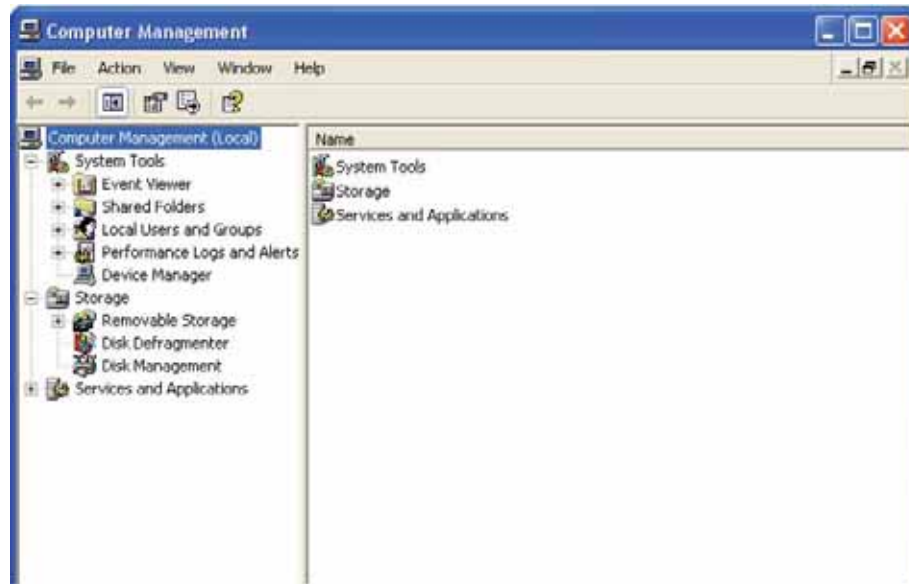 Computer Management
File Action View Window Help
Computer Management (Local)
System Tools
Event Viewer
Shared Folders
Local Users and Groups
Performance Logs and Alerts
Device Manager
Storage
Removable Storage
Disk Defragmenter
Disk Management
Services and Applications
Name
System Tools
Storage
Services and Applications